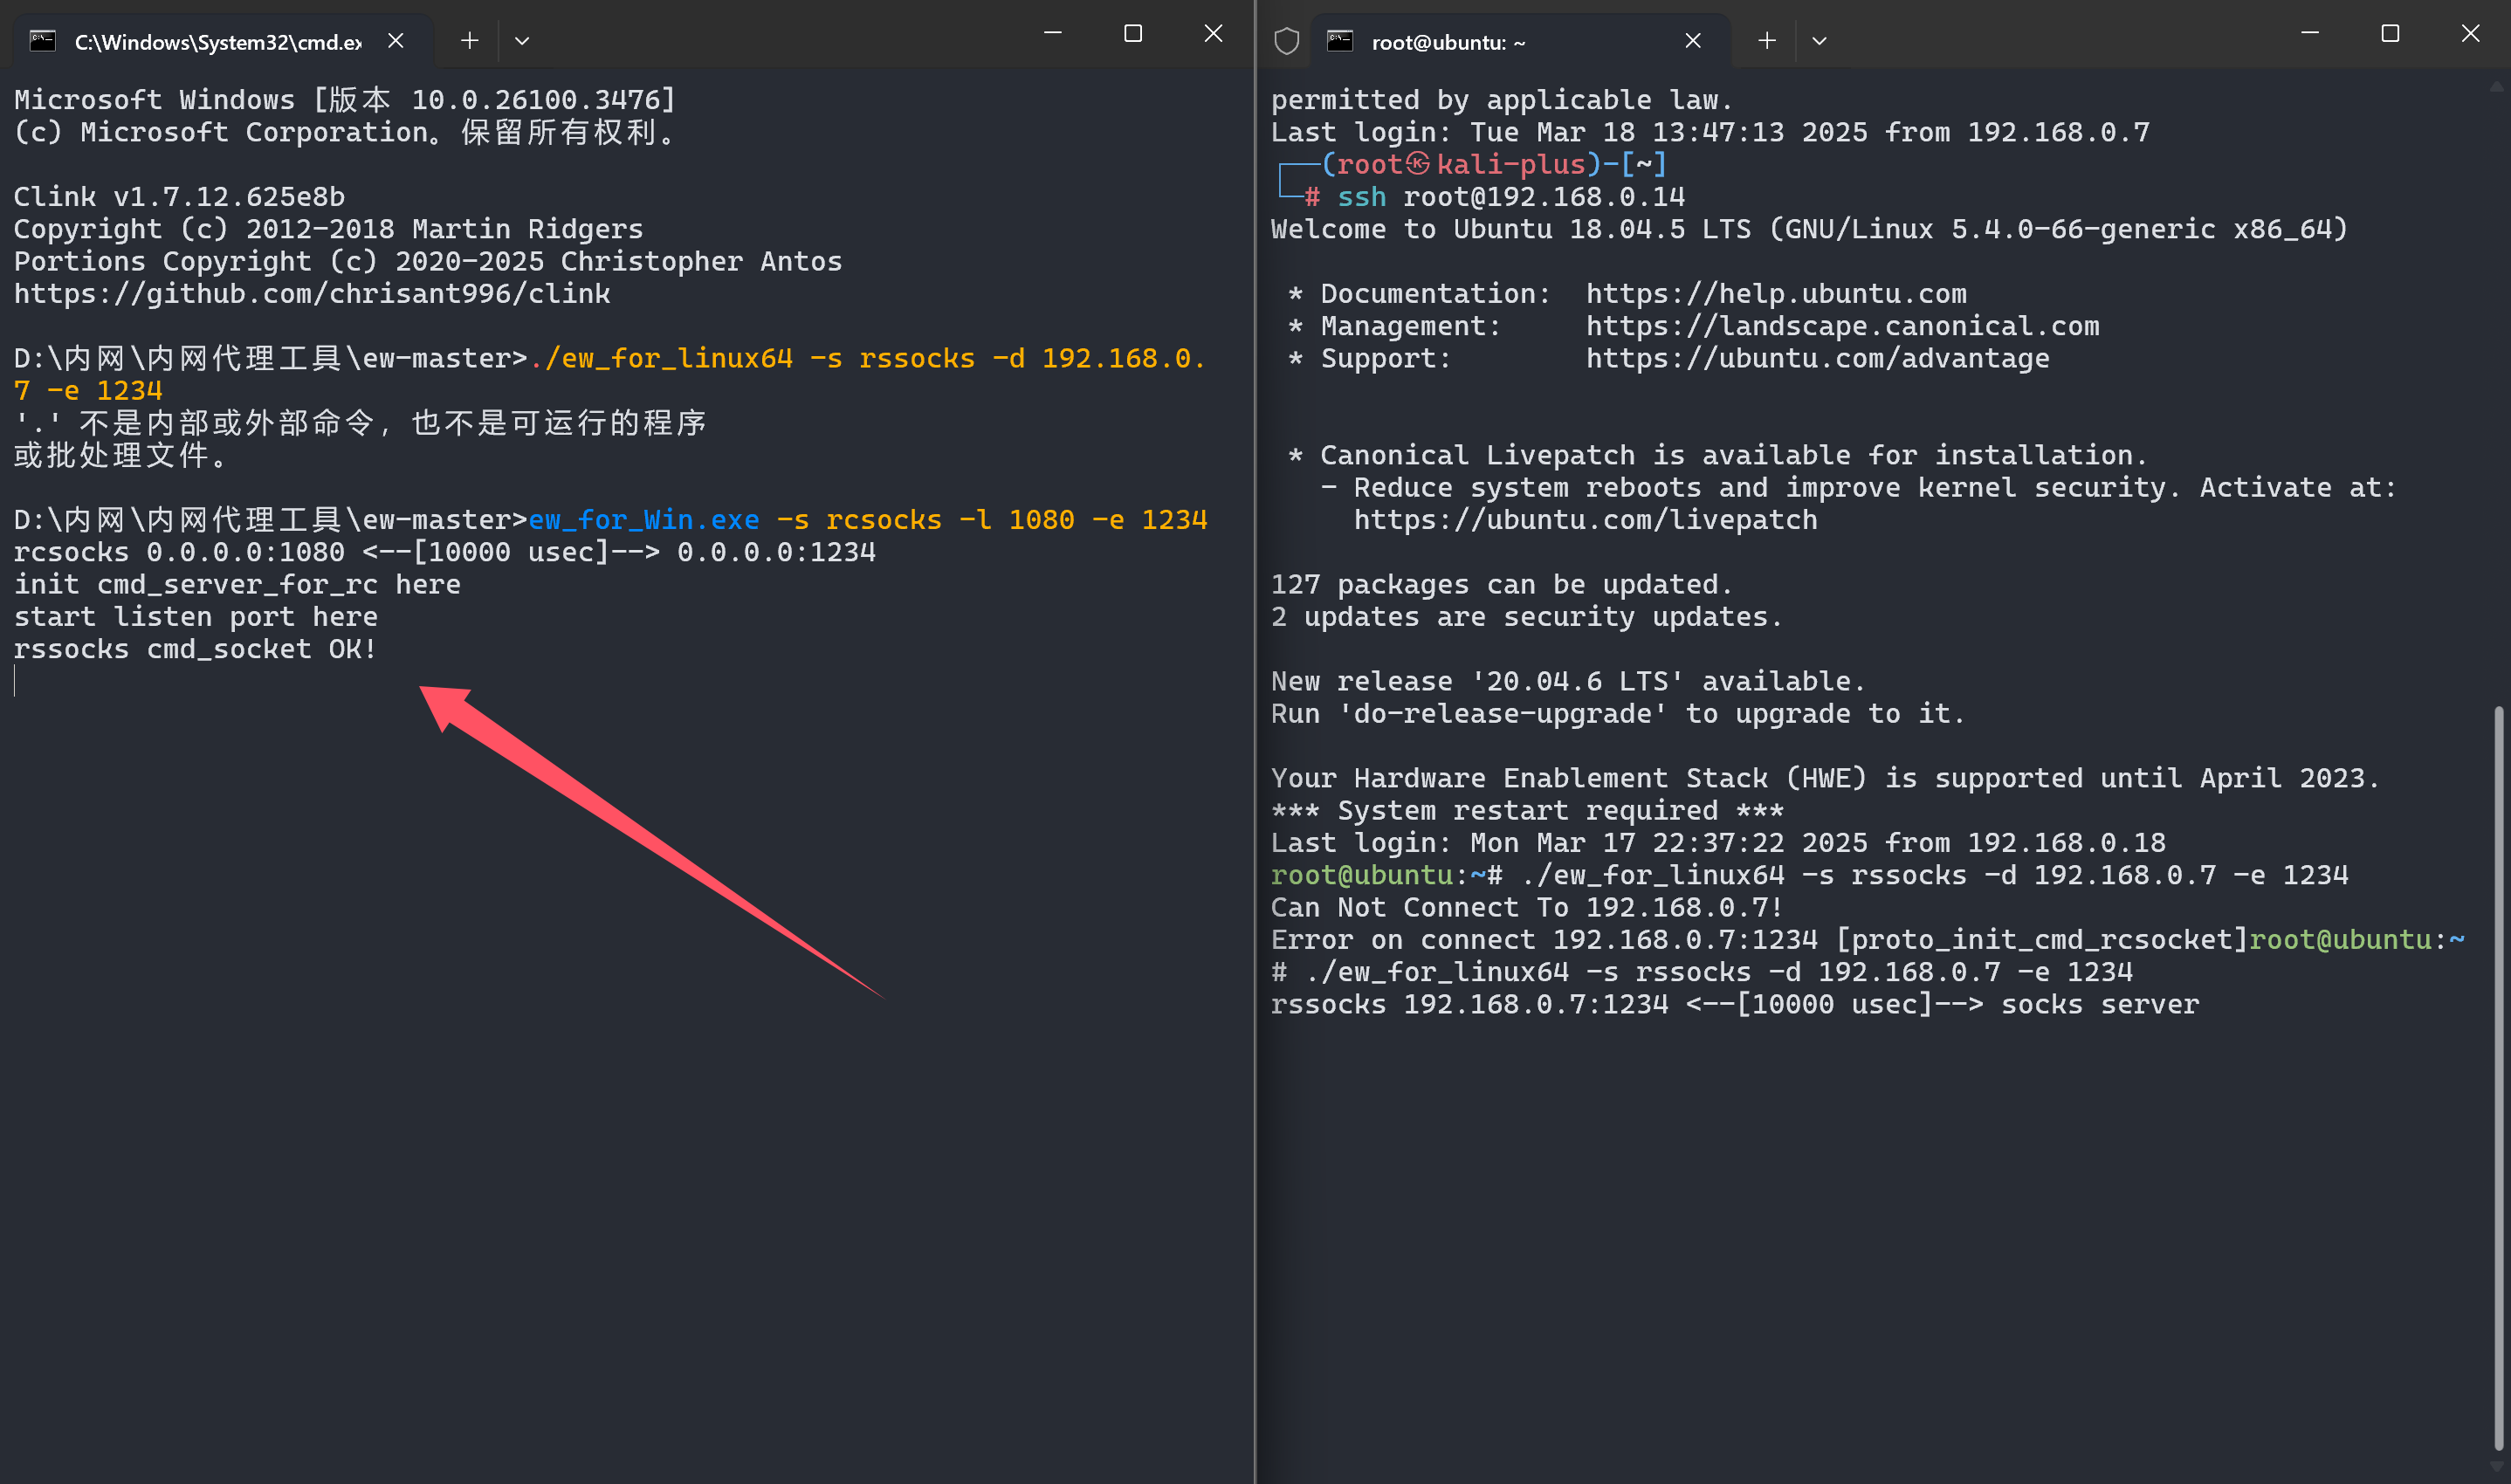 C:\Windows\System32\cmd.ex
Microsoft Windows [版本 10.0.26100.3476]
(c) Microsoft Corporation。保留所有权利。
Clink v1.7.12.625e8b
Copyright (c) 2012-2018 Martin Ridgers
Portions Copyright (c) 2020-2025 Christopher Antos
https://github.com/chrisant996/clink
D:\内网\内网代理工具\ew-master>./ew_for_linux64 -s rssocks -d 192.168.0.
7 -e 1234
'.' 不是内部或外部命令，也不是可运行的程序
或批处理文件。
D:\内网\内网代理工具\ew-master>ew_for_Win.exe -s rcsocks -l 1080 -e 1234
rcsocks 0.0.0.0:1080 <--[10000 usec]--> 0.0.0.0:1234
init cmd_server_for_rc here
start listen port here
rssocks cmd_socket OK!
root@ubuntu: ~
permitted by applicable law.
Last login: Tue Mar 18 13:47:13 2025 from 192.168.0.7
┌──(root㉿kali-plus)-[~]
└─# ssh root@192.168.0.14
Welcome to Ubuntu 18.04.5 LTS (GNU/Linux 5.4.0-66-generic x86_64)
* Documentation:  https://help.ubuntu.com
* Management:     https://landscape.canonical.com
* Support:        https://ubuntu.com/advantage
* Canonical Livepatch is available for installation.
- Reduce system reboots and improve kernel security. Activate at:
https://ubuntu.com/livepatch
127 packages can be updated.
2 updates are security updates.
New release '20.04.6 LTS' available.
Run 'do-release-upgrade' to upgrade to it.
Your Hardware Enablement Stack (HWE) is supported until April 2023.
*** System restart required ***
Last login: Mon Mar 17 22:37:22 2025 from 192.168.0.18
root@ubuntu:~# ./ew_for_linux64 -s rssocks -d 192.168.0.7 -e 1234
Can Not Connect To 192.168.0.7!
Error on connect 192.168.0.7:1234 [proto_init_cmd_rcsocket]root@ubuntu:~
# ./ew_for_linux64 -s rssocks -d 192.168.0.7 -e 1234
rssocks 192.168.0.7:1234 <--[10000 usec]--> socks server